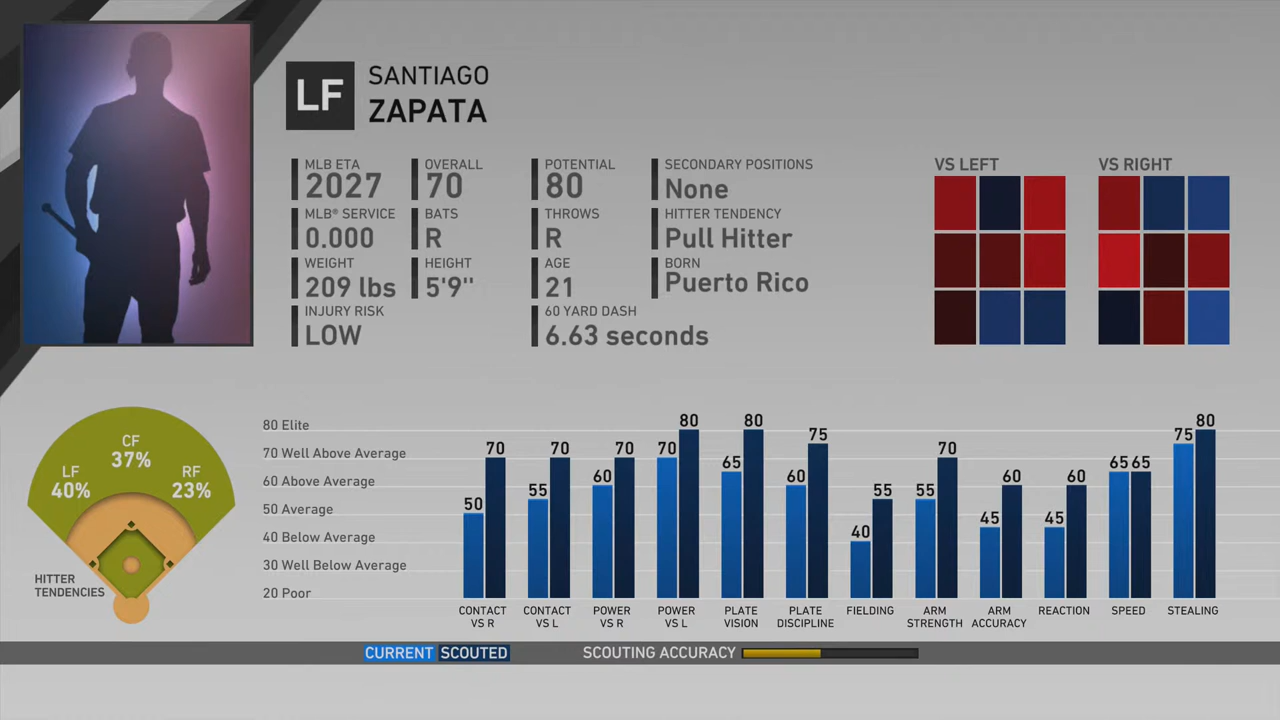 LF
SANTIAGO
ZAPATA
MLB ETA
2027
OVERALL
70
POTENTIAL
80
SECONDARY POSITIONS
None
MLB® SERVICE
0.000
BATS
R
THROWS
R
HITTER TENDENCY
Pull Hitter
WEIGHT
209 lbs
HEIGHT
5'9"
AGE
21
BORN
Puerto Rico
INJURY RISK
LOW
60 YARD DASH
6.63 seconds
VS LEFT
VS RIGHT
CF
37%
LF
40%
RF
23%
HITTER
TENDENCIES
80 Elite
70 Well Above Average
60 Above Average
50 Average
40 Below Average
30 Well Below Average
20 Poor
50 70
55 70
60 70
70 80
65 80
60 75
40 55
55 70
45 60
45 60
65 65
75 80
CONTACT
VS R
CONTACT
VS L
POWER
VS R
POWER
VS L
PLATE
VISION
PLATE
DISCIPLINE
FIELDING
ARM
STRENGTH
ARM
ACCURACY
REACTION
SPEED
STEALING
CURRENT SCOUTED
SCOUTING ACCURACY